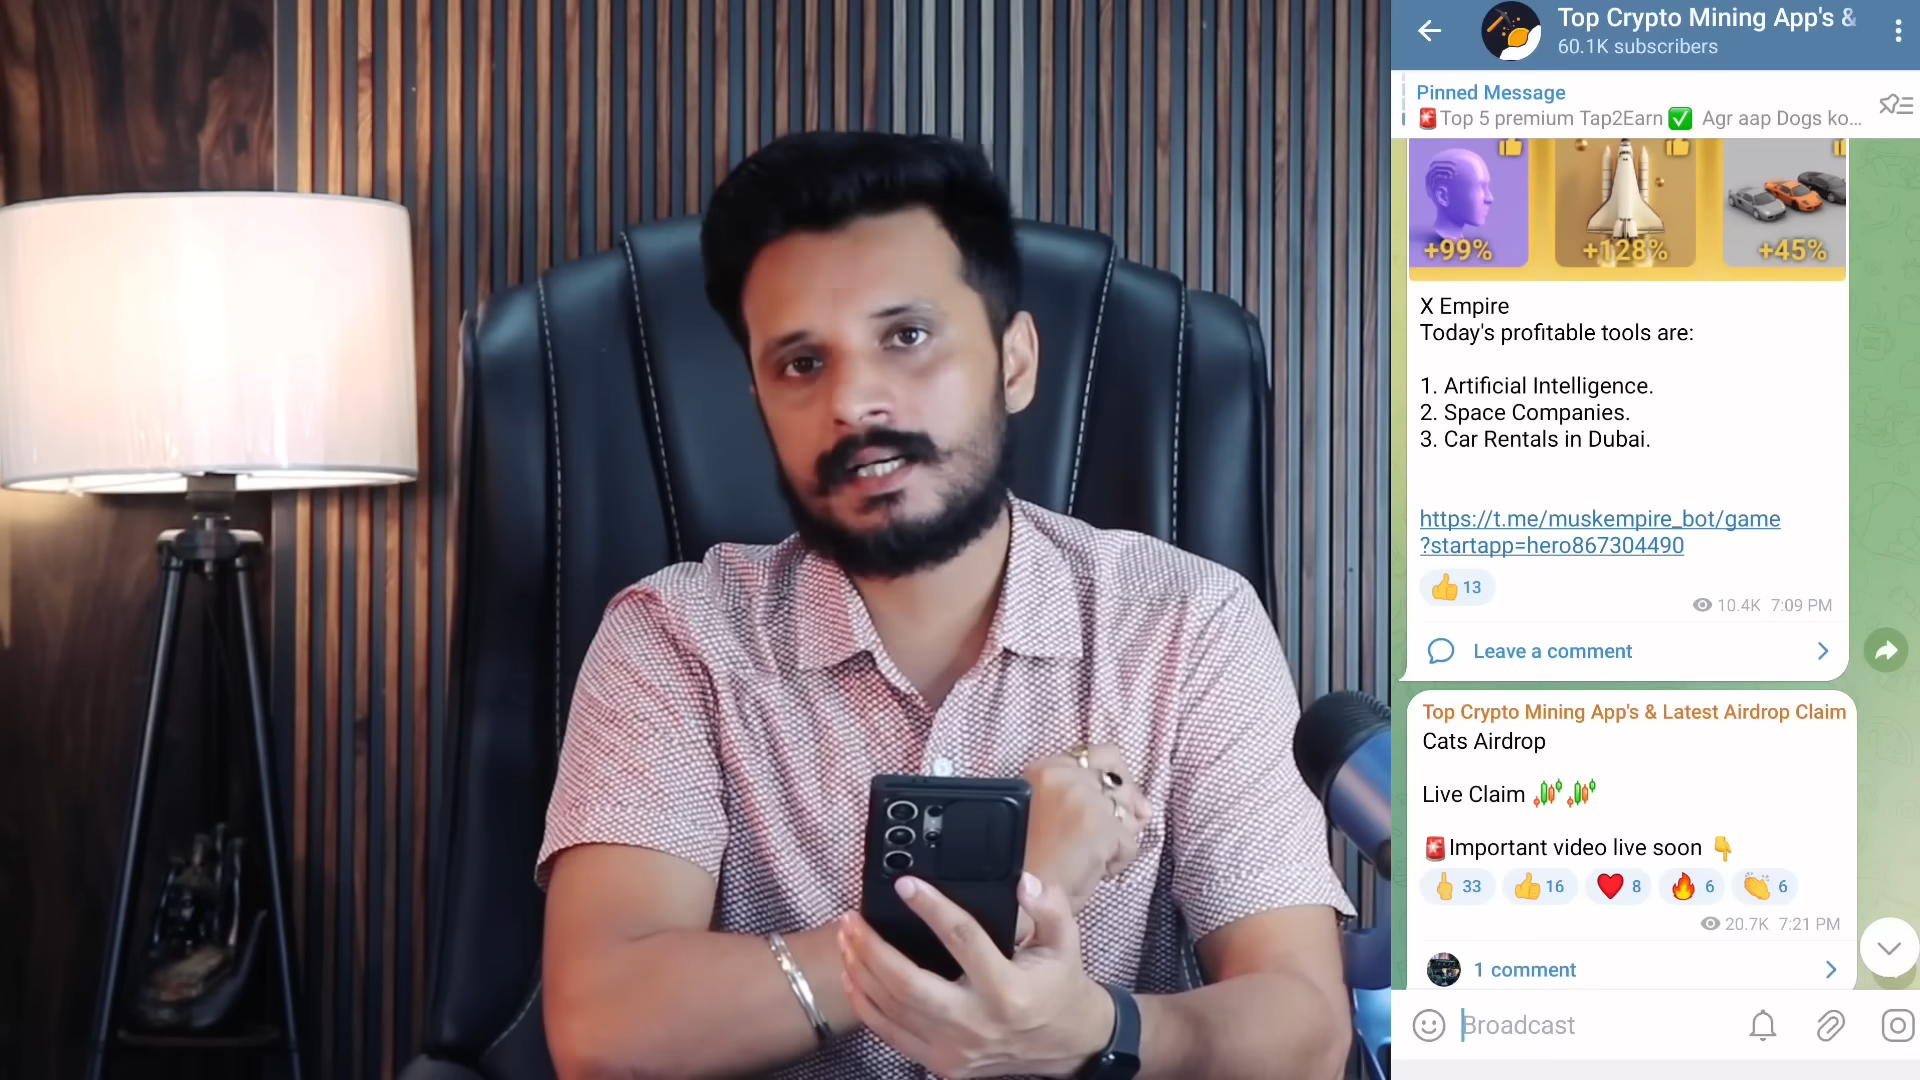 Top Crypto Mining App's &
60.1K subscribers
Pinned Message
🚨Top 5 premium Tap2Earn ✅ Agr aap Dogs ko...
+99%
+128%
+45%
X Empire
Today's profitable tools are:
1. Artificial Intelligence.
2. Space Companies.
3. Car Rentals in Dubai.
https://t.me/muskempire_bot/game
?startapp=hero867304490
👍 13
10.4K 7:09 PM
Leave a comment
Top Crypto Mining App's & Latest Airdrop Claim
Cats Airdrop
Live Claim
🚨Important video live soon 👇
33 👍 16 ❤️ 8 🔥 6 👏 6
20.7K 7:21 PM
1 comment
Broadcast